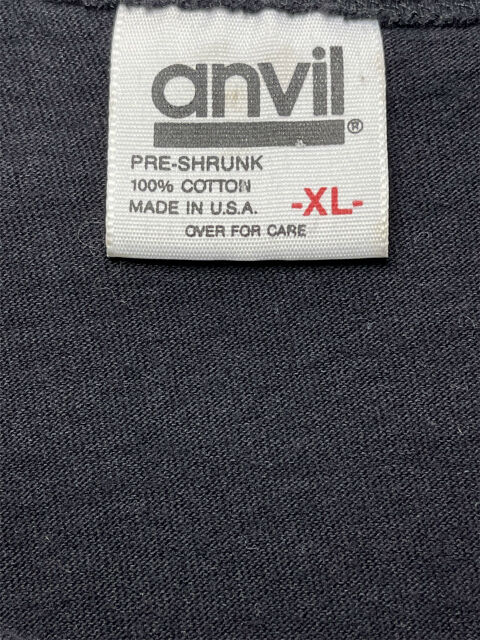 anvil
®
PRE-SHRUNK
100% COTTON
MADE IN U.S.A. -XL-
OVER FOR CARE